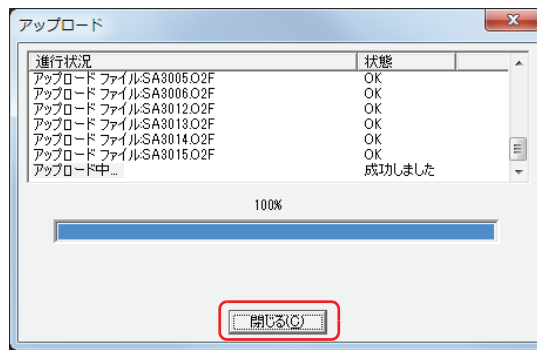 アップロード
進行状況 状態
アップロード ファイル:SA3005.O2F OK
アップロード ファイル:SA3006.O2F OK
アップロード ファイル:SA3012.O2F OK
アップロード ファイル:SA3013.O2F OK
アップロード ファイル:SA3014.O2F OK
アップロード ファイル:SA3015.O2F OK
アップロード中... 成功しました
100%
閉じる(C)